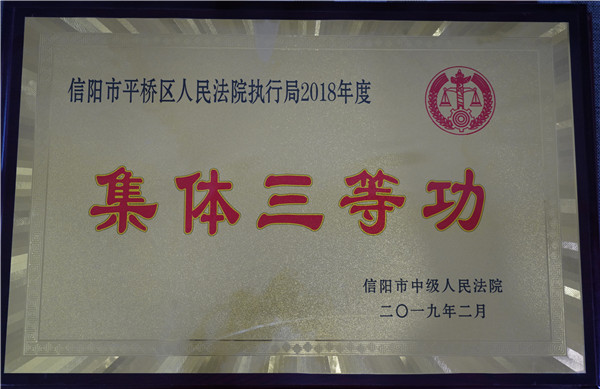 信阳市平桥区人民法院执行局2018年度
集体三等功
信阳市中级人民法院
二〇一九年二月